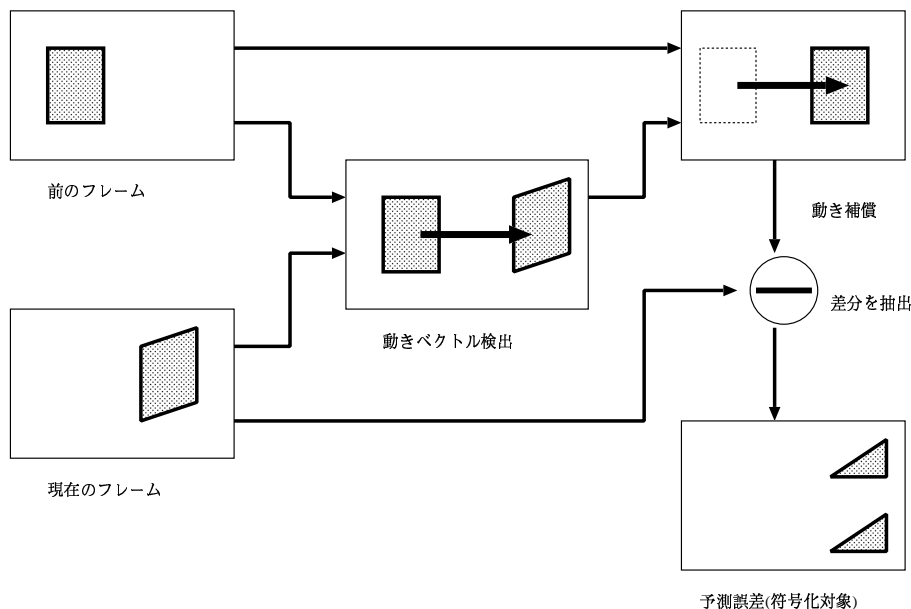 前のフレーム
動き補償
差分を抽出
動きベクトル検出
現在のフレーム
予測誤差(符号化対象)